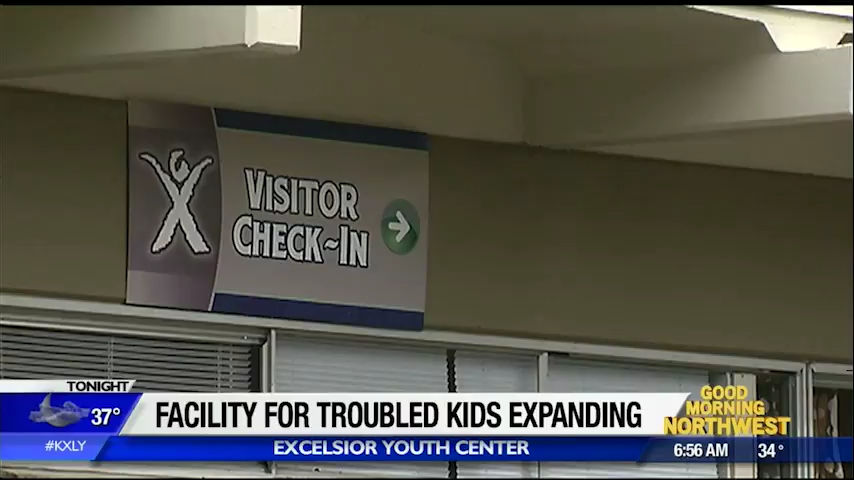 VISITOR
CHECK~IN
TONIGHT
37°
#KXLY
FACILITY FOR TROUBLED KIDS EXPANDING
EXCELSIOR YOUTH CENTER
GOOD
MORNING
NORTHWEST
6:56 AM 34°